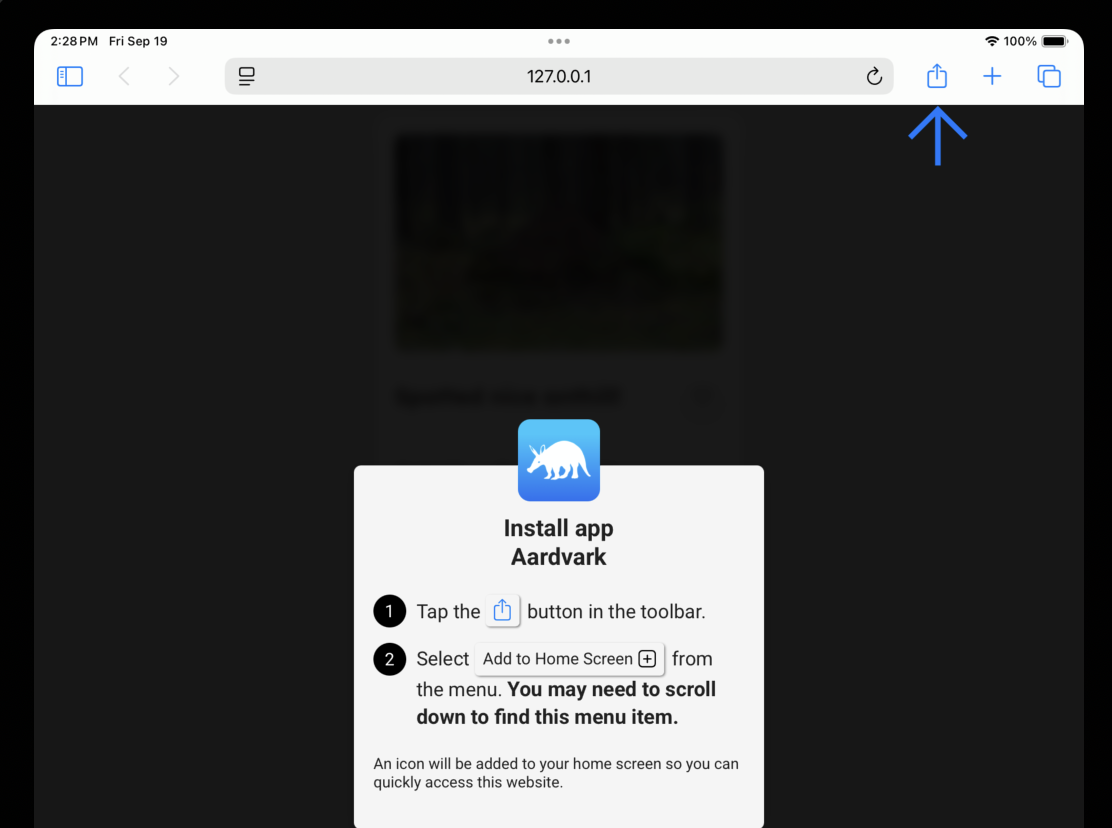 2:28 PM Fri Sep 19
100%
127.0.0.1
Install app
Aardvark
1 Tap the button in the toolbar.
2 Select Add to Home Screen from
the menu. You may need to scroll
down to find this menu item.
An icon will be added to your home screen so you can
quickly access this website.